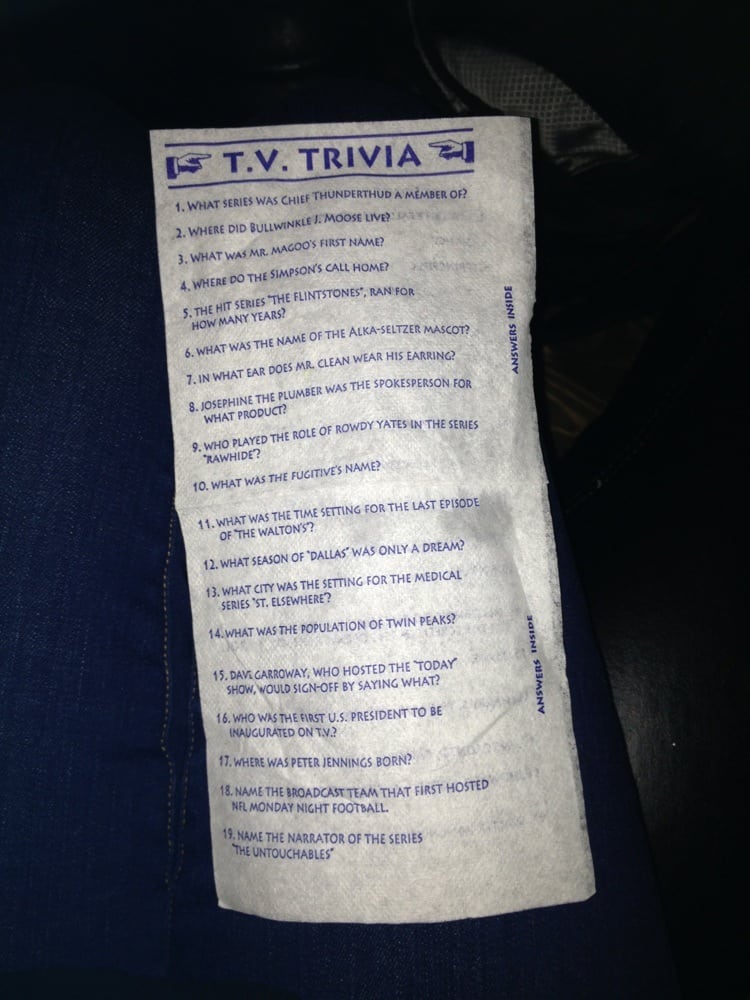 T.V. TRIVIA
1. WHAT SERIES WAS CHIEF THUNDERTHUD A MEMBER OF?
2. WHERE DID BULLWINKLE J. MOOSE LIVE?
3. WHAT WAS MR. MAGOO'S FIRST NAME?
4. WHERE DO THE SIMPSON'S CALL HOME?
5. THE HIT SERIES "THE FLINTSTONES", RAN FOR
HOW MANY YEARS?
6. WHAT WAS THE NAME OF THE ALKA-SELTZER MASCOT?
7. IN WHAT EAR DOES MR. CLEAN WEAR HIS EARRING?
8. JOSEPHINE THE PLUMBER WAS THE SPOKESPERSON FOR
WHAT PRODUCT?
9. WHO PLAYED THE ROLE OF ROWDY YATES IN THE SERIES
"RAWHIDE"?
10. WHAT WAS THE FUGITIVE'S NAME?
11. WHAT WAS THE TIME SETTING FOR THE LAST EPISODE
OF "THE WALTON'S"?
12. WHAT SEASON OF "DALLAS" WAS ONLY A DREAM?
13. WHAT CITY WAS THE SETTING FOR THE MEDICAL
SERIES "ST. ELSEWHERE"?
14. WHAT WAS THE POPULATION OF TWIN PEAKS?
15. DAVE GARROWAY, WHO HOSTED THE "TODAY"
SHOW, WOULD SIGN-OFF BY SAYING WHAT?
16. WHO WAS THE FIRST U.S. PRESIDENT TO BE
INAUGURATED ON T.V.?
17. WHERE WAS PETER JENNINGS BORN?
18. NAME THE BROADCAST TEAM THAT FIRST HOSTED
NFL MONDAY NIGHT FOOTBALL.
19. NAME THE NARRATOR OF THE SERIES
"THE UNTOUCHABLES"
ANSWERS INSIDE
ANSWERS INSIDE